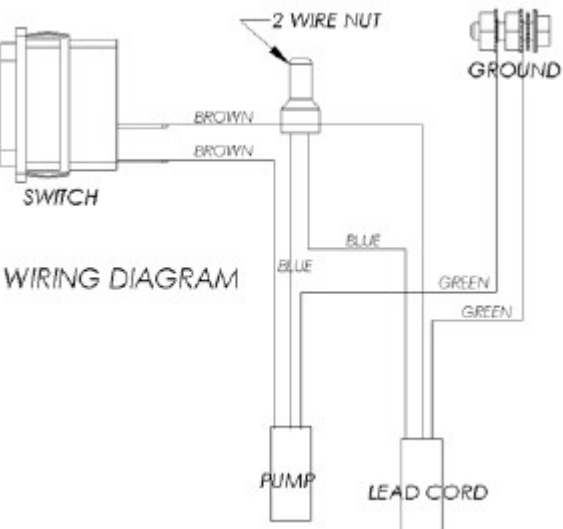 2 WIRE NUT
GROUND
BROWN
BROWN
SWITCH
BLUE
BLUE
WIRING DIAGRAM
GREEN
GREEN
PUMP
LEAD CORD